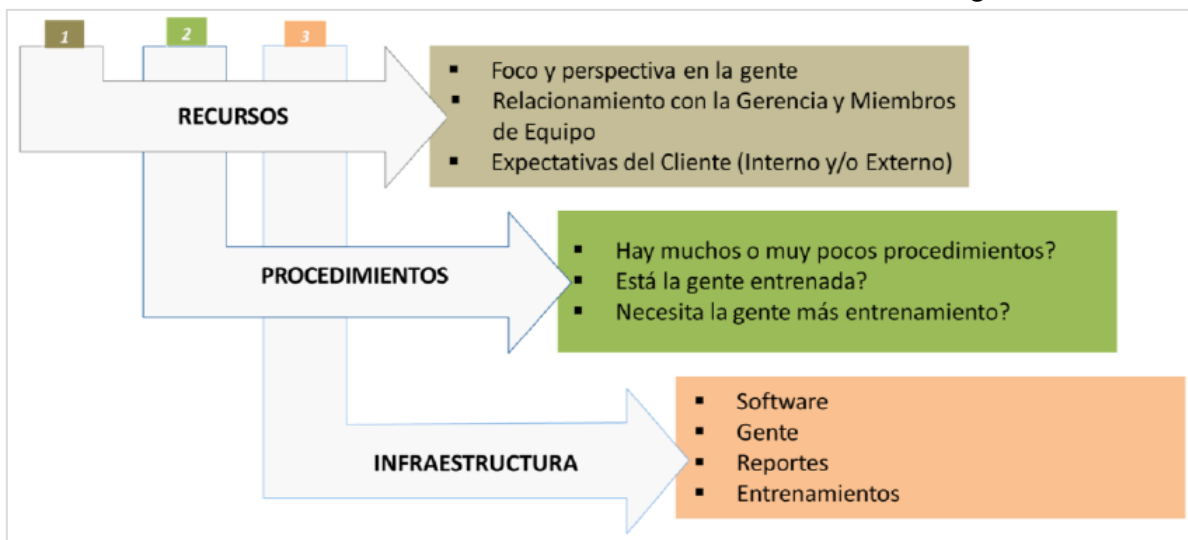 1
2
3
RECURSOS
▪ Foco y perspectiva en la gente
▪ Relacionamiento con la Gerencia y Miembros
de Equipo
▪ Expectativas del Cliente (Interno y/o Externo)
PROCEDIMIENTOS
▪ Hay muchos o muy pocos procedimientos?
▪ Está la gente entrenada?
▪ Necesita la gente más entrenamiento?
INFRAESTRUCTURA
▪ Software
▪ Gente
▪ Reportes
▪ Entrenamientos